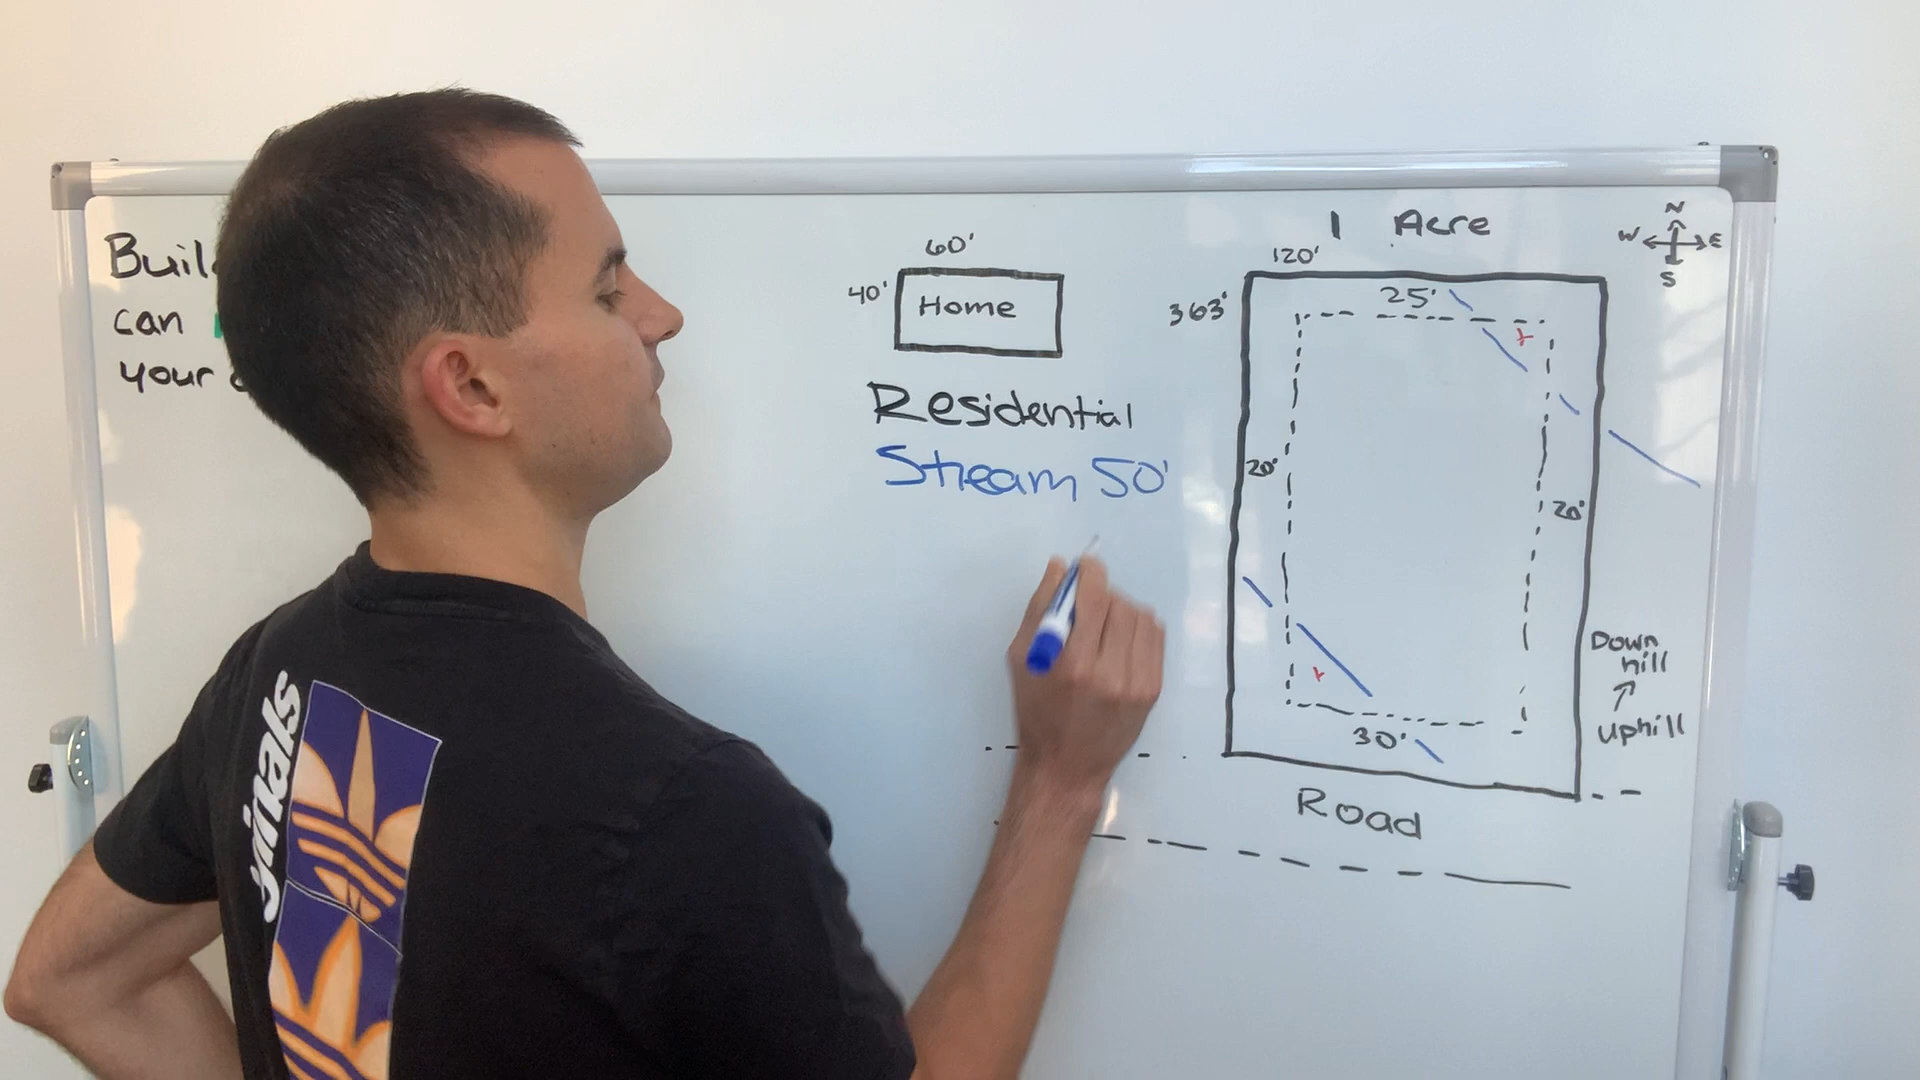 Buil
can
your
60'
40'
Home
Residential
Stream 50'
1 Acre
120'
363'
25'
20'
20'
30'
Road
N
W E
S
Down
hill
uphill
ginals